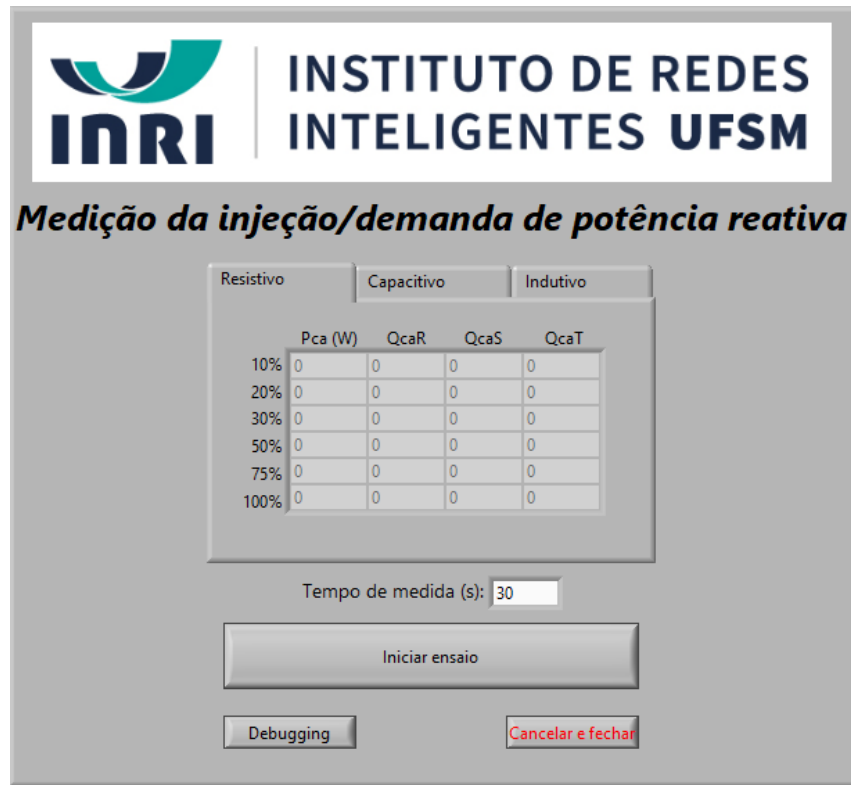 INRI
INSTITUTO DE REDES
INTELIGENTES UFSM
Medição da injeção/demanda de potência reativa
Resistivo Capacitivo Indutivo
Pca (W) QcaR QcaS QcaT
10% 0 0 0 0
20% 0 0 0 0
30% 0 0 0 0
50% 0 0 0 0
75% 0 0 0 0
100% 0 0 0 0
Tempo de medida (s): 30
Iniciar ensaio
Debugging Cancelar e fechar